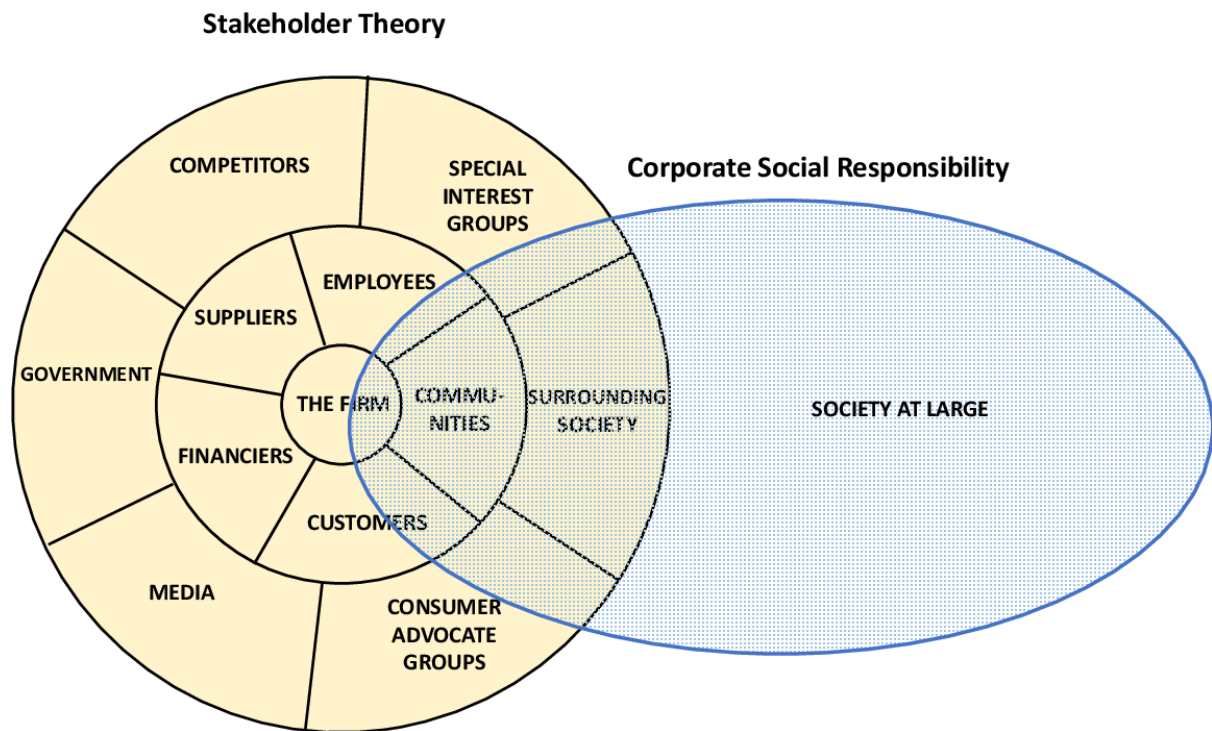 Stakeholder Theory
Corporate Social Responsibility
COMPETITORS
SPECIAL
INTEREST
GROUPS
EMPLOYEES
SUPPLIERS
GOVERNMENT
THE FIRM
COMMU-
NITIES
SURROUNDING
SOCIETY
SOCIETY AT LARGE
FINANCIERS
CUSTOMERS
MEDIA
CONSUMER
ADVOCATE
GROUPS